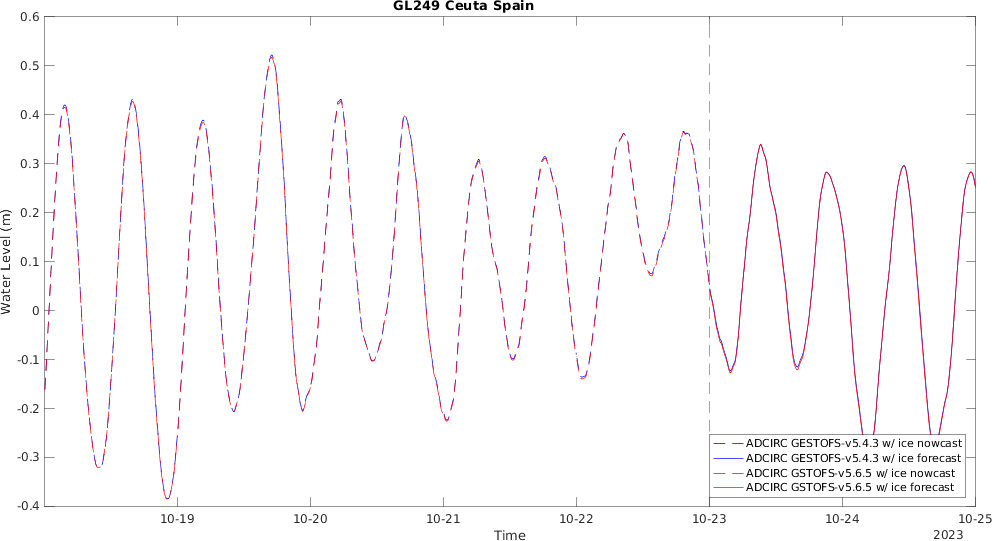 GL249 Ceuta Spain
0.6
0.5
0.4
0.3
0.2
0.1
0
-0.1
-0.2
-0.3
-0.4
Water Level (m)
10-19 10-20 10-21 10-22 10-23 10-24 10-25
Time
2023
ADCIRC GESTOFS-v5.4.3 w/ ice nowcast
ADCIRC GESTOFS-v5.4.3 w/ ice forecast
ADCIRC GSTOFS-v5.6.5 w/ ice nowcast
ADCIRC GSTOFS-v5.6.5 w/ ice forecast